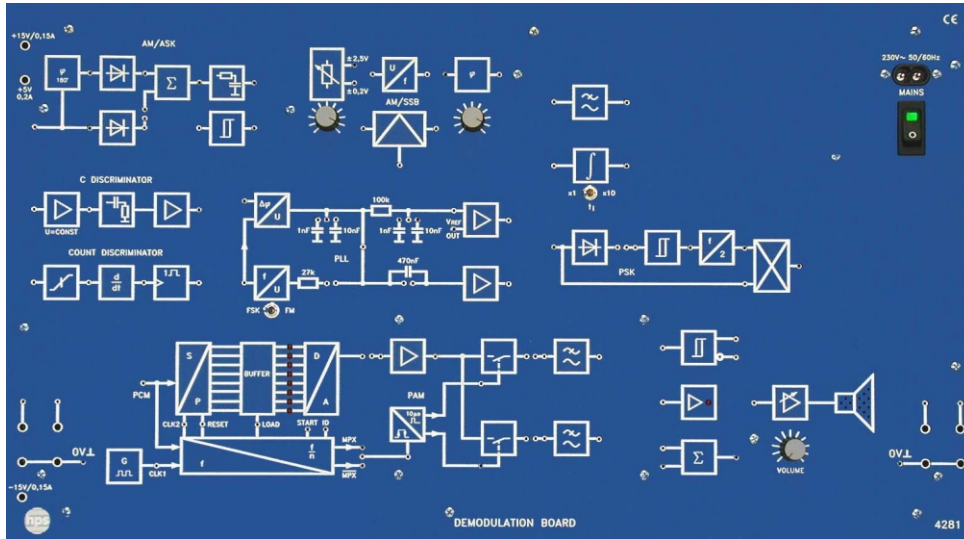 +15V/0,15A
AM/ASK
CE
+5V
0,2A
φ
180°
Σ
±2,5V
±0,2V
U
f
φ
AM/SSB
230V~ 50/60Hz
MAINS
C DISCRIMINATOR
U=CONST
COUNT DISCRIMINATOR
d
dt
1
Δφ
U
100k
1nF
10nF
1nF
10nF
VREF
OUT
PLL
f
U
27k
470nF
FSK
FM
∫
x1
x10
t1
PSK
f
2
PCM
S
P
BUFFER
D
A
CLK2
RESET
LOAD
START
ID
G
CLK1
f
f
n
MPX
MPX
PAM
10µs
Σ
VOLUME
0V
0V
-15V/0,15A
nps
DEMODULATION BOARD
4281